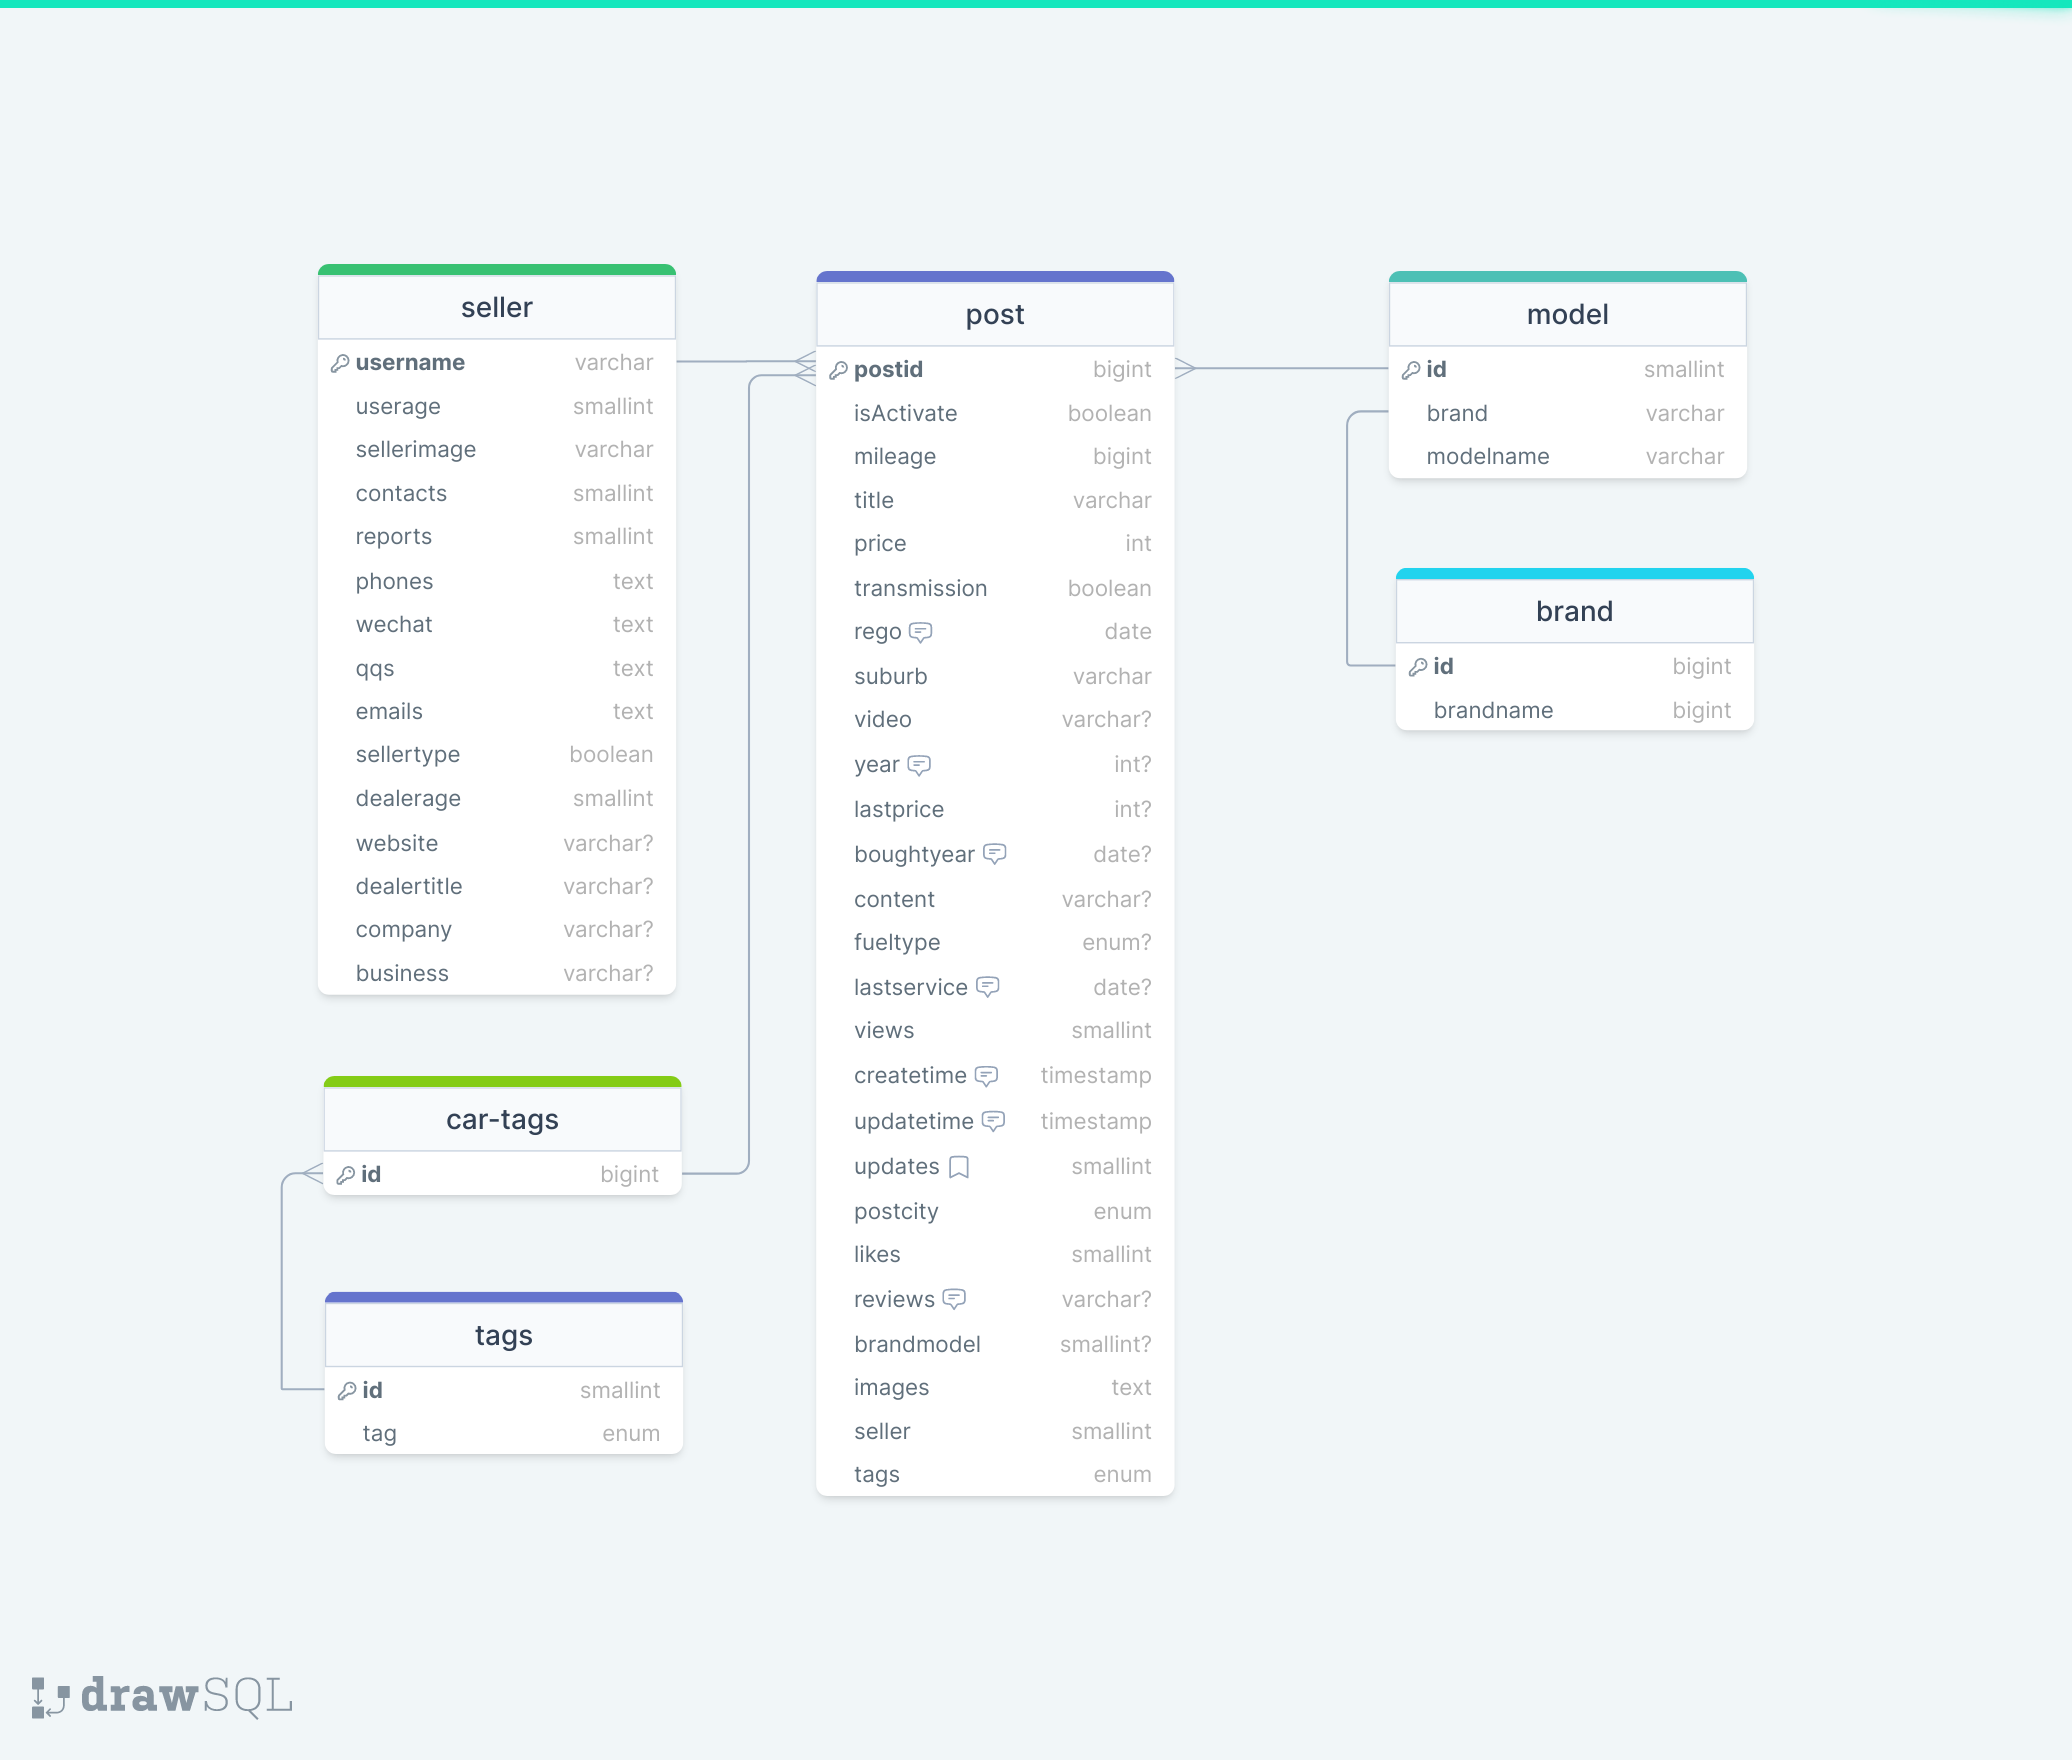 seller
username varchar
userage smallint
sellerimage varchar
contacts smallint
reports smallint
phones text
wechat text
qqs text
emails text
sellertype boolean
dealerage smallint
website varchar?
dealertitle varchar?
company varchar?
business varchar?
car-tags
id bigint
tags
id smallint
tag enum
post
postid bigint
isActivate boolean
mileage bigint
title varchar
price int
transmission boolean
rego date
suburb varchar
video varchar?
year int?
lastprice int?
boughtyear date?
content varchar?
fueltype enum?
lastservice date?
views smallint
createtime timestamp
updatetime timestamp
updates smallint
postcity enum
likes smallint
reviews varchar?
brandmodel smallint?
images text
seller smallint
tags enum
model
id smallint
brand varchar
modelname varchar
brand
id bigint
brandname bigint
drawSQL